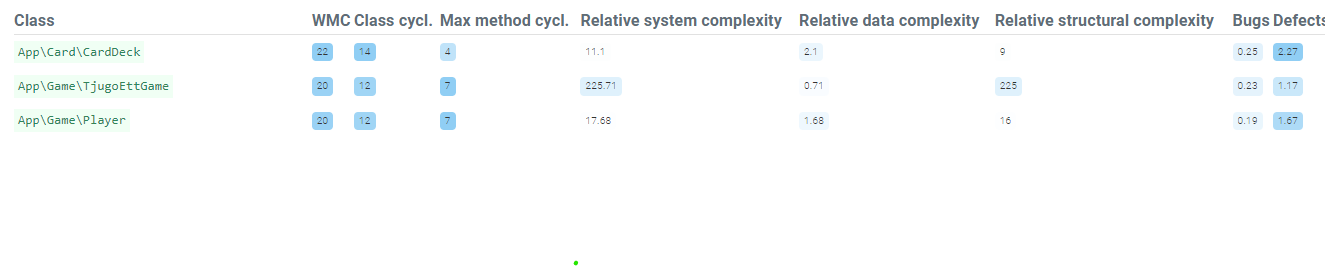 Class WMC Class cycl. Max method cycl. Relative system complexity Relative data complexity Relative structural complexity Bugs Defects
App\Card\CardDeck 22 14 4 11.1 2.1 9 0.25 2.27
App\Game\TjugoEttGame 20 12 7 225.71 0.71 225 0.23 1.17
App\Game\Player 20 12 7 17.68 1.68 16 0.19 1.67